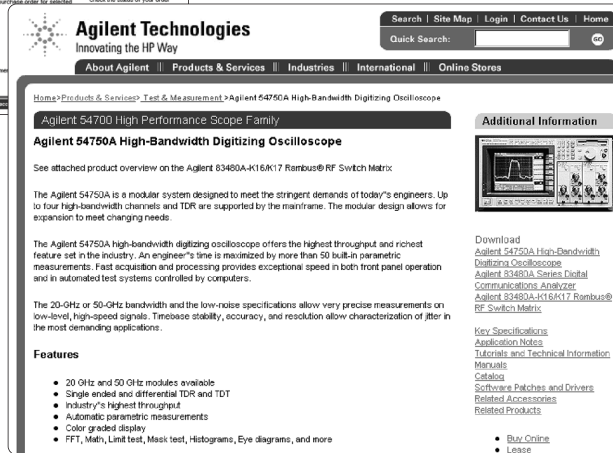 urchase order for selected
Check the status of your order
Agilent Technologies
Innovating the HP Way
Search | Site Map | Login | Contact Us | Home
Quick Search:
GO
About Agilent || Products & Services || Industries || International || Online Stores
Home>Products & Services> Test & Measurement >Agilent 54750A High-Bandwidth Digitizing Oscilloscope
Agilent 54700 High Performance Scope Family
Agilent 54750A High-Bandwidth Digitizing Oscilloscope
See attached product overview on the Agilent 83480A-K16/K17 Rambus® RF Switch Matrix
The Agilent 54750A is a modular system designed to meet the stringent demands of today"s engineers. Up
to four high-bandwidth channels and TDR are supported by the mainframe. The modular design allows for
expansion to meet changing needs.
The Agilent 54750A high-bandwidth digitizing oscilloscope offers the highest throughput and richest
feature set in the industry. An engineer"s time is maximized by more than 50 built-in parametric
measurements. Fast acquisition and processing provides exceptional speed in both front panel operation
and in automated test systems controlled by computers.
The 20-GHz or 50-GHz bandwidth and the low-noise specifications allow very precise measurements on
low-level, high-speed signals. Timebase stability, accuracy, and resolution allow characterization of jitter in
the most demanding applications.
Features
● 20 GHz and 50 GHz modules available
● Single ended and differential TDR and TDT
● Industry"s highest throughput
● Automatic parametric measurements
● Color graded display
● FFT, Math, Limit test, Mask test, Histograms, Eye diagrams, and more
Additional Information
Download
Agilent 54750A High-Bandwidth
Digitizing Oscilloscope
Agilent 83480A Series Digital
Communications Analyzer
Agilent 83480A-K16/K17 Rambus®
RF Switch Matrix
Key Specifications
Application Notes
Tutorials and Technical Information
Manuals
Catalog
Software Patches and Drivers
Related Accessories
Related Products
● Buy Online
● Lease